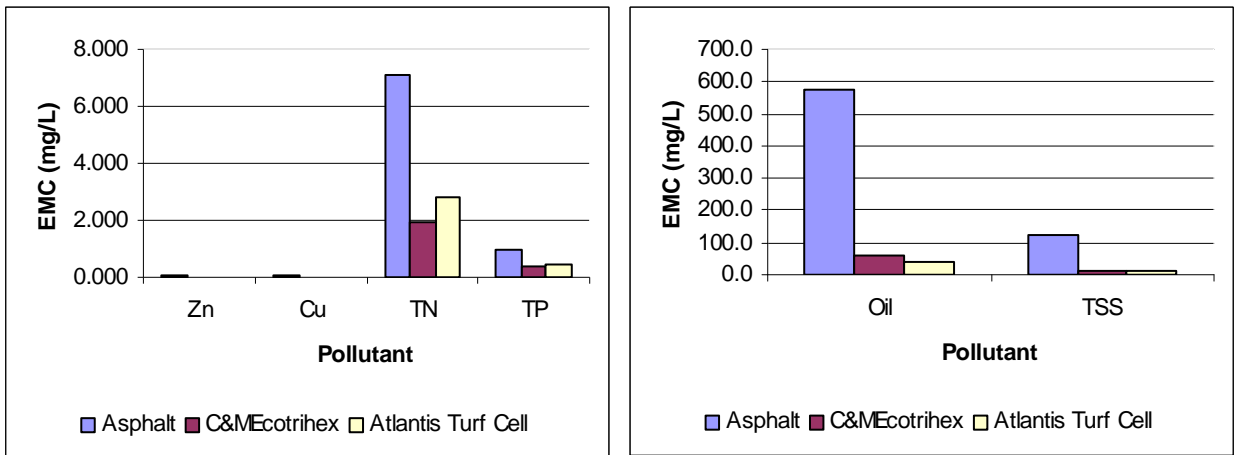 8.000
6.000
4.000
2.000
0.000
EMC (mg/L)
Zn Cu TN TP
Pollutant
Asphalt C&MEcotrihex Atlantis Turf Cell
700.0
600.0
500.0
400.0
300.0
200.0
100.0
0.0
EMC (mg/L)
Oil TSS
Pollutant
Asphalt C&MEcotrihex Atlantis Turf Cell